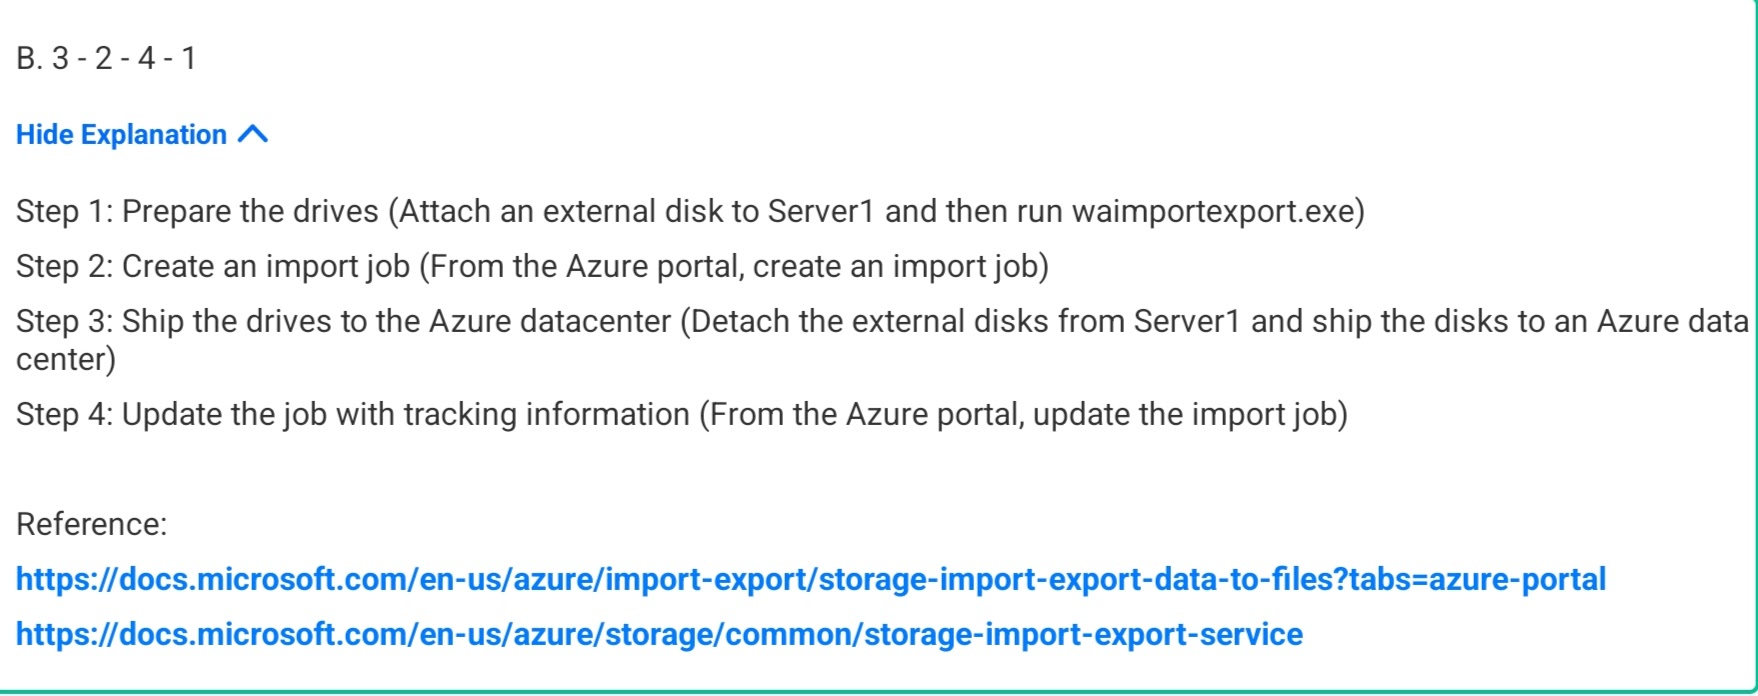 B. 3 - 2 - 4 - 1
Hide Explanation
Step 1: Prepare the drives (Attach an external disk to Server1 and then run waimportexport.exe)
Step 2: Create an import job (From the Azure portal, create an import job)
Step 3: Ship the drives to the Azure datacenter (Detach the external disks from Server1 and ship the disks to an Azure data
center)
Step 4: Update the job with tracking information (From the Azure portal, update the import job)
Reference:
https://docs.microsoft.com/en-us/azure/import-export/storage-import-export-data-to-files?tabs=azure-portal
https://docs.microsoft.com/en-us/azure/storage/common/storage-import-export-service